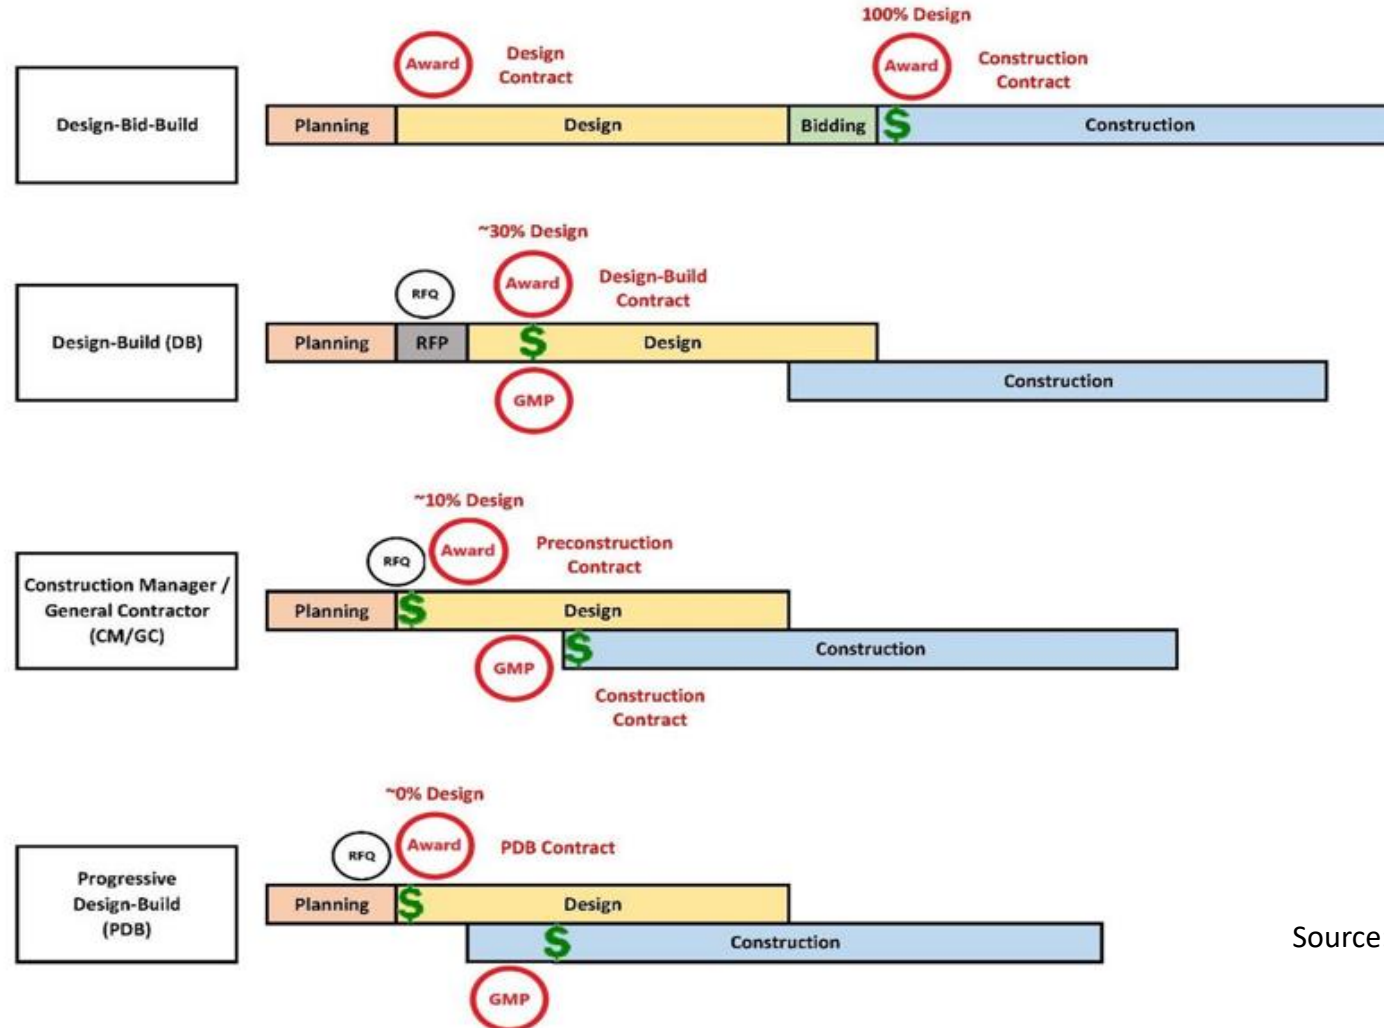 100% Design
Award
Design
Contract
Award
Construction
Contract
Design-Bid-Build
Planning
Design
Bidding
$
Construction
~30% Design
RFQ
Award
Design-Build
Contract
Design-Build (DB)
Planning
RFP
$
Design
Construction
GMP
~10% Design
RFQ
Award
Preconstruction
Contract
Construction Manager /
General Contractor
(CM/GC)
Planning
$
Design
$
Construction
GMP
Construction
Contract
~0% Design
RFQ
Award
PDB Contract
Progressive
Design-Build
(PDB)
Planning
$
Design
$
Construction
Source
GMP